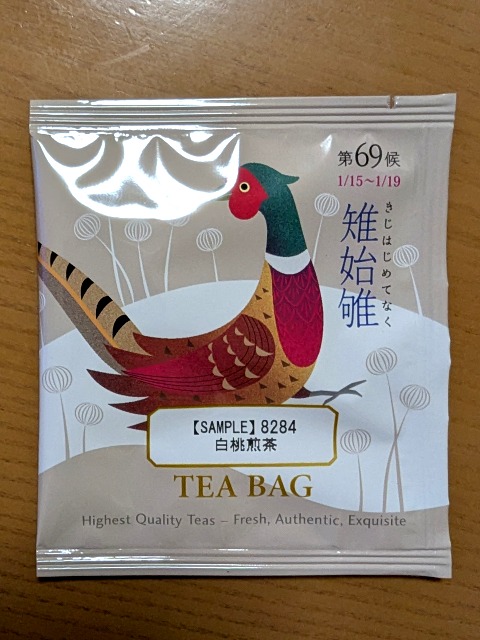 第69候
1/15〜1/19
雉始雊
きじはじめてなく
【SAMPLE】8284
白桃煎茶
TEA BAG
Highest Quality Teas – Fresh, Authentic, Exquisite